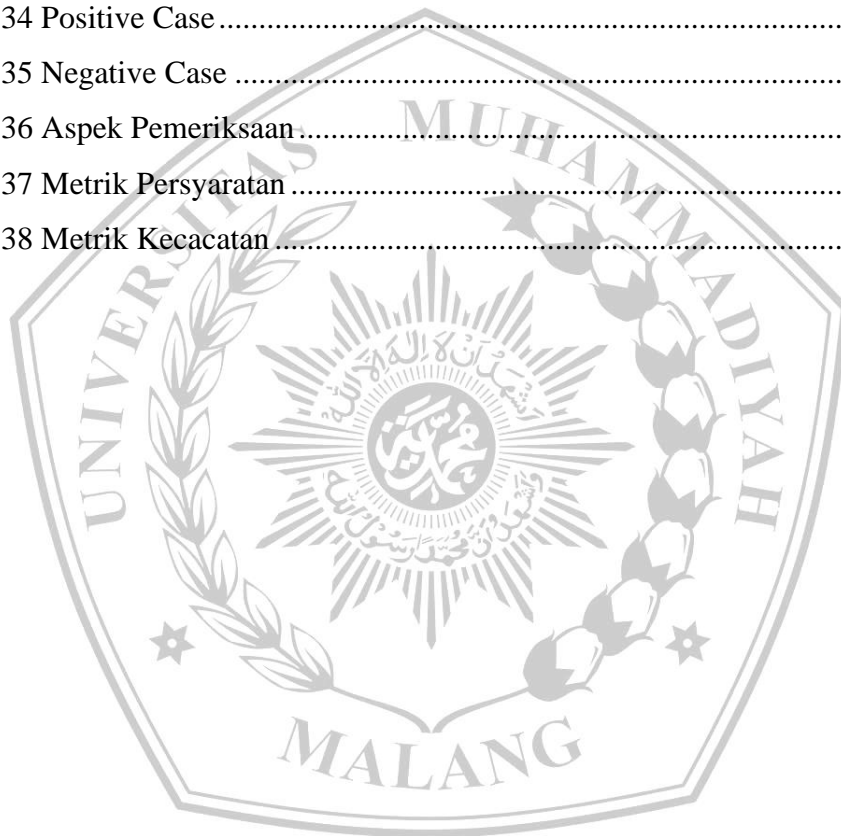 34 Positive Case........................................................................
35 Negative Case ......................................................................
36 Aspek Pemeriksaan...............................................................
37 Metrik Persyaratan................................................................
38 Metrik Kecacatan ..................................................................
UNIVERSITAS MUHAMMADIYAH
MALANG